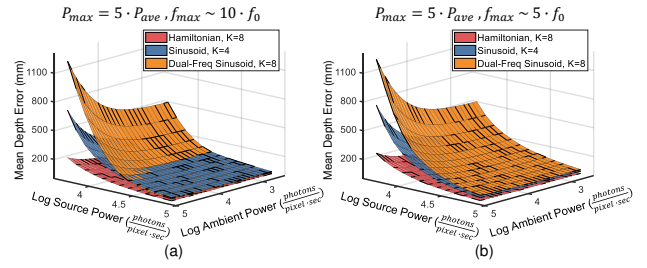 P_max = 5 · P_ave , f_max ~ 10 · f_0
Hamiltonian, K=8
Sinusoid, K=4
Dual-Freq Sinusoid, K=8
Mean Depth Error (mm)
1100
800
500
200
4
4.5
5
5
4
3
Log Source Power (photons/pixel·sec)
Log Ambient Power (photons/pixel·sec)
(a)
P_max = 5 · P_ave , f_max ~ 5 · f_0
Hamiltonian, K=8
Sinusoid, K=4
Dual-Freq Sinusoid, K=8
Mean Depth Error (mm)
1100
800
500
200
4
4.5
5
5
4
3
Log Source Power (photons/pixel·sec)
Log Ambient Power (photons/pixel·sec)
(b)